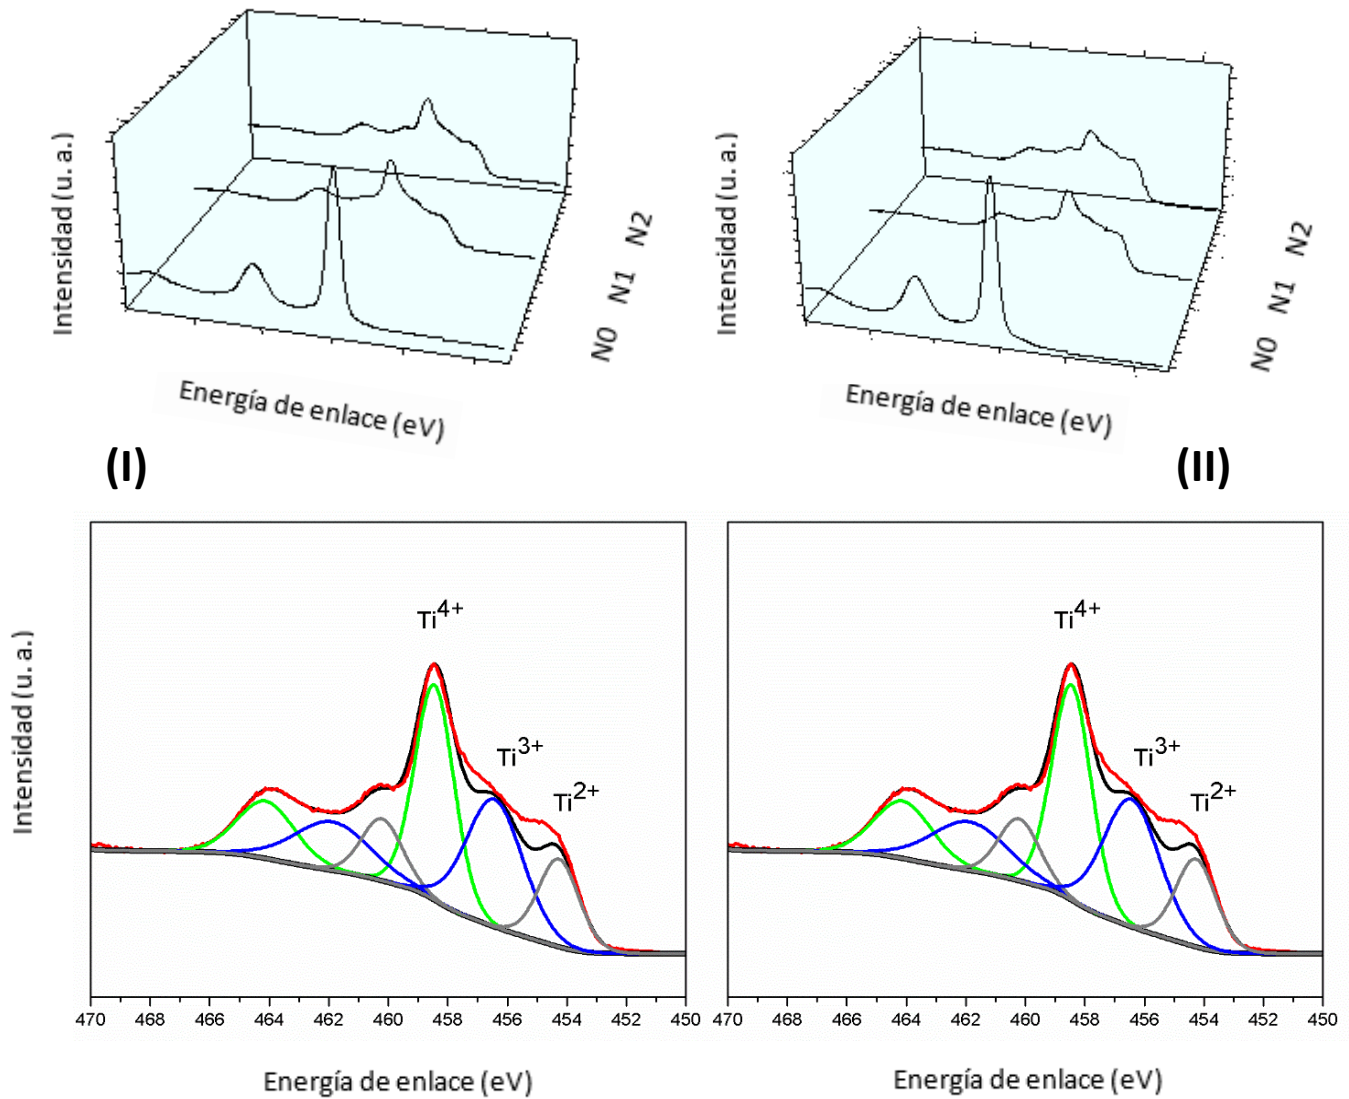 Intensidad (u. a.)
Energía de enlace (eV)
N0 N1 N2
Intensidad (u. a.)
Energía de enlace (eV)
N0 N1 N2
(I)
(II)
Intensidad (u. a.)
Ti4+
Ti3+
Ti2+
470 468 466 464 462 460 458 456 454 452 450
Energía de enlace (eV)
Ti4+
Ti3+
Ti2+
470 468 466 464 462 460 458 456 454 452 450
Energía de enlace (eV)